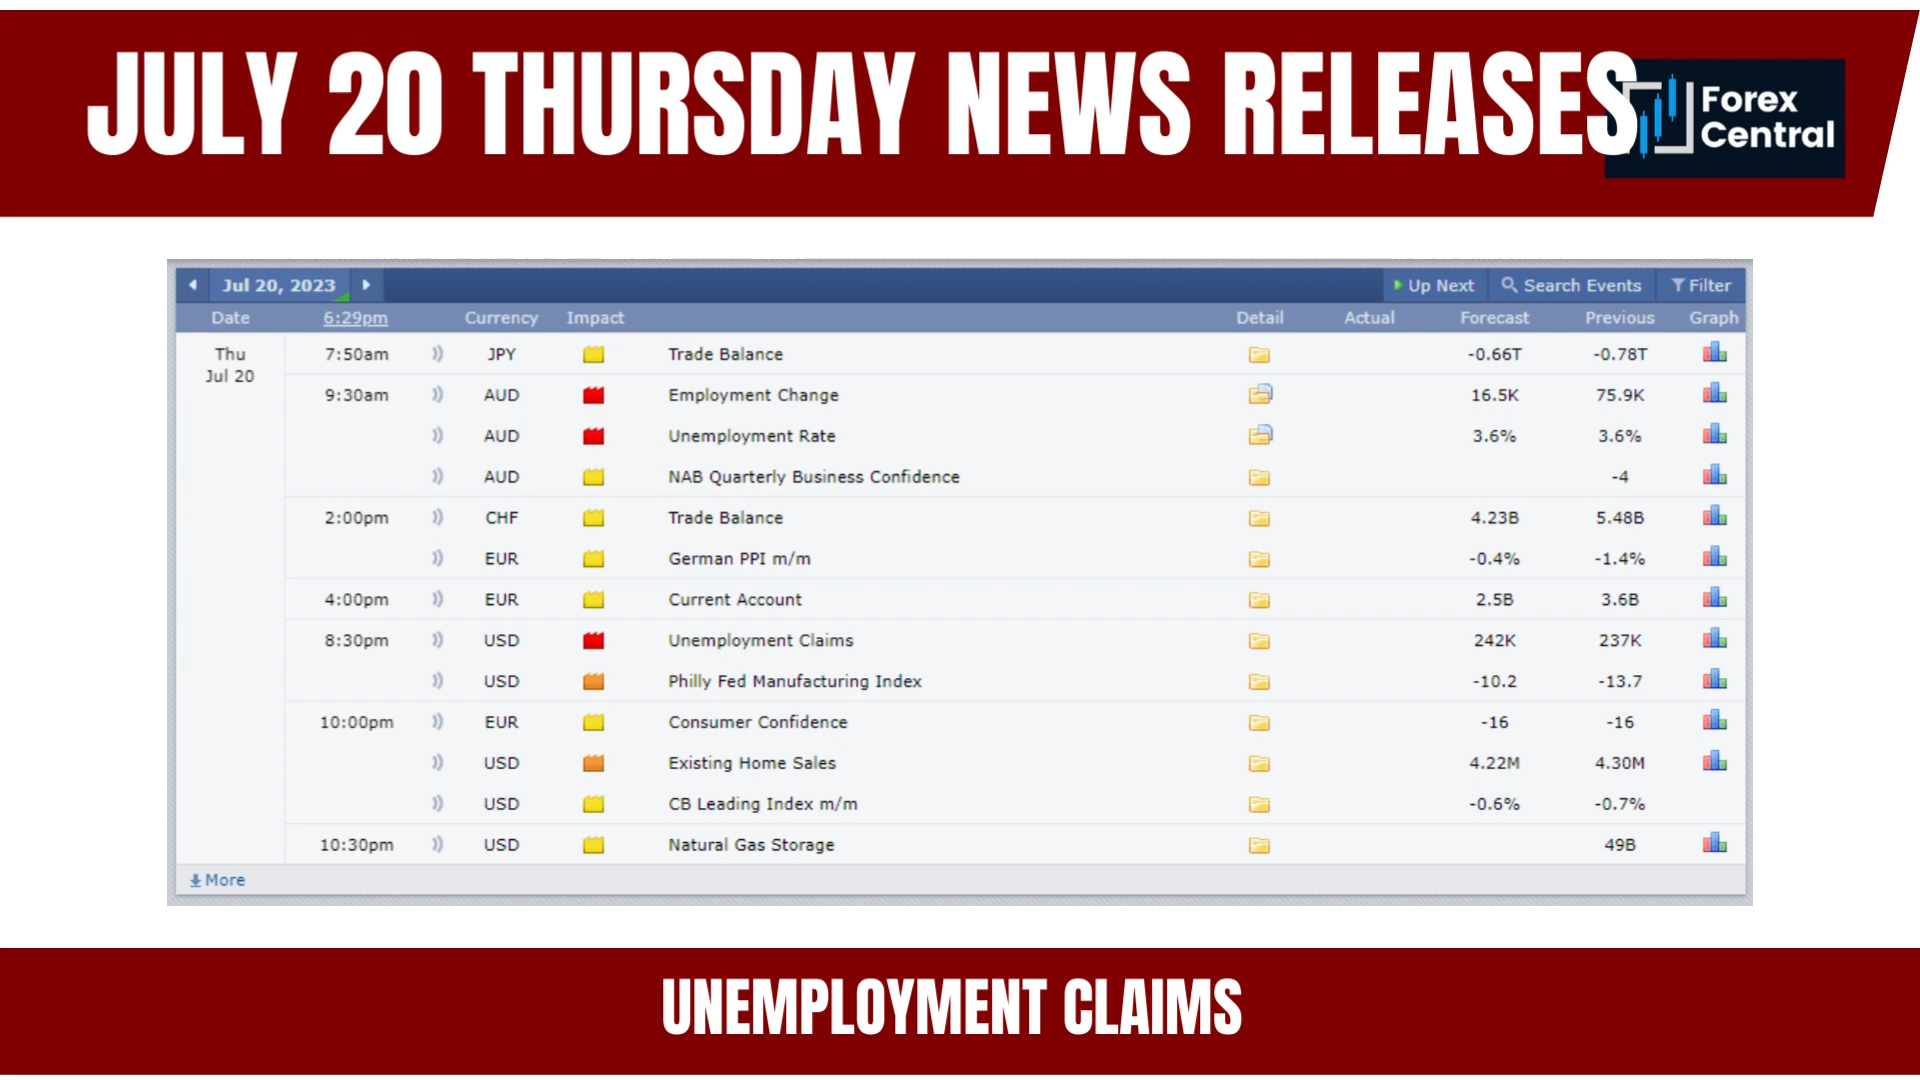 JULY 20 THURSDAY NEWS RELEASES
Forex
Central
Jul 20, 2023 Up Next Search Events Filter
Date 6:29pm Currency Impact Detail Actual Forecast Previous Graph
Thu 7:50am JPY Trade Balance -0.66T -0.78T
Jul 20
9:30am AUD Employment Change 16.5K 75.9K
AUD Unemployment Rate 3.6% 3.6%
AUD NAB Quarterly Business Confidence -4
2:00pm CHF Trade Balance 4.23B 5.48B
EUR German PPI m/m -0.4% -1.4%
4:00pm EUR Current Account 2.5B 3.6B
8:30pm USD Unemployment Claims 242K 237K
USD Philly Fed Manufacturing Index -10.2 -13.7
10:00pm EUR Consumer Confidence -16 -16
USD Existing Home Sales 4.22M 4.30M
USD CB Leading Index m/m -0.6% -0.7%
10:30pm USD Natural Gas Storage 49B
More
UNEMPLOYMENT CLAIMS